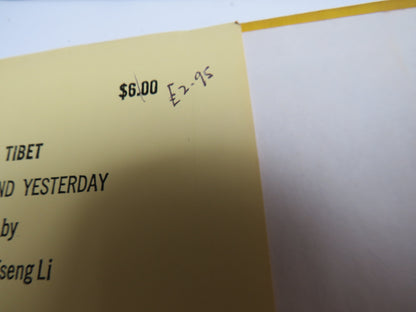 $6.00 £2.95
TIBET
ND YESTERDAY
by
seng Li